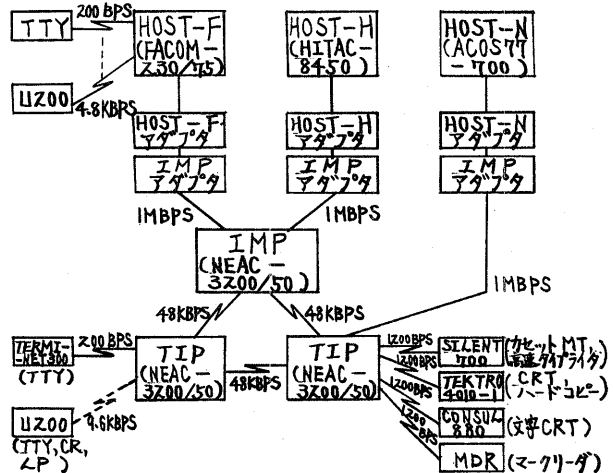 TTY
200 BPS
HOST-F
(FACOM-
230/75)
HOST-H
(HITAC-
8450)
HOST-N
(ACOS77
-700)
U200
4.8KBPS
HOST-F
アダプタ
HOST-H
アダプタ
HOST-N
アダプタ
IMP
アダプタ
IMP
アダプタ
IMP
アダプタ
1MBPS
1MBPS
IMP
(NEAC-
3200/50)
1MBPS
48KBPS
48KBPS
TERMI-
-NET300
(TTY)
200 BPS
TIP
(NEAC-
3200/50)
48KBPS
TIP
(NEAC-
3200/50)
1200BPS
SILENT
700
(カセットMT,
高速タイプライタ)
1200BPS
TEKTRO
4010-1
(CRT,
ハードコピー)
1200BPS
CONSUL
880
(文字CRT)
1200
BPS
MDR
(マークリーダ)
U200
9.6KBPS
(TTY,CR,
LP)